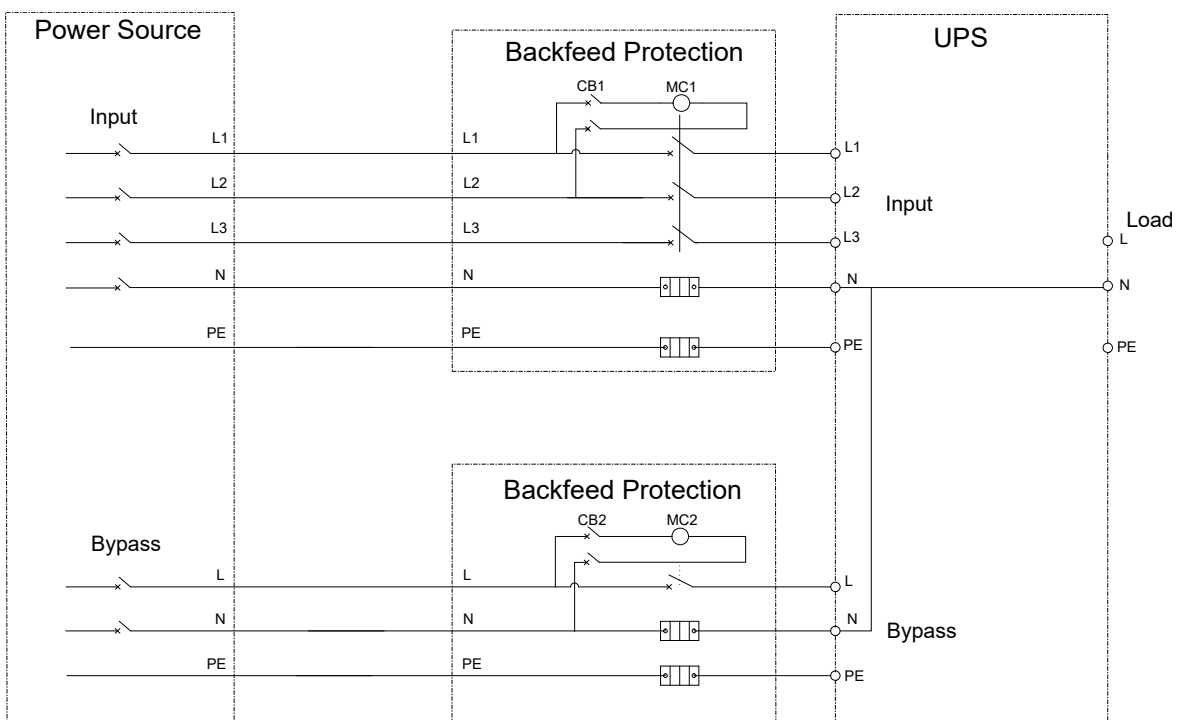 Power Source
Backfeed Protection
UPS
CB1
MC1
Input
L1
L1
L1
L2
L2
L2
Input
L3
L3
L3
Load
L
N
N
N
N
PE
PE
PE
PE
Backfeed Protection
CB2
MC2
Bypass
L
L
L
N
N
N
Bypass
PE
PE
PE